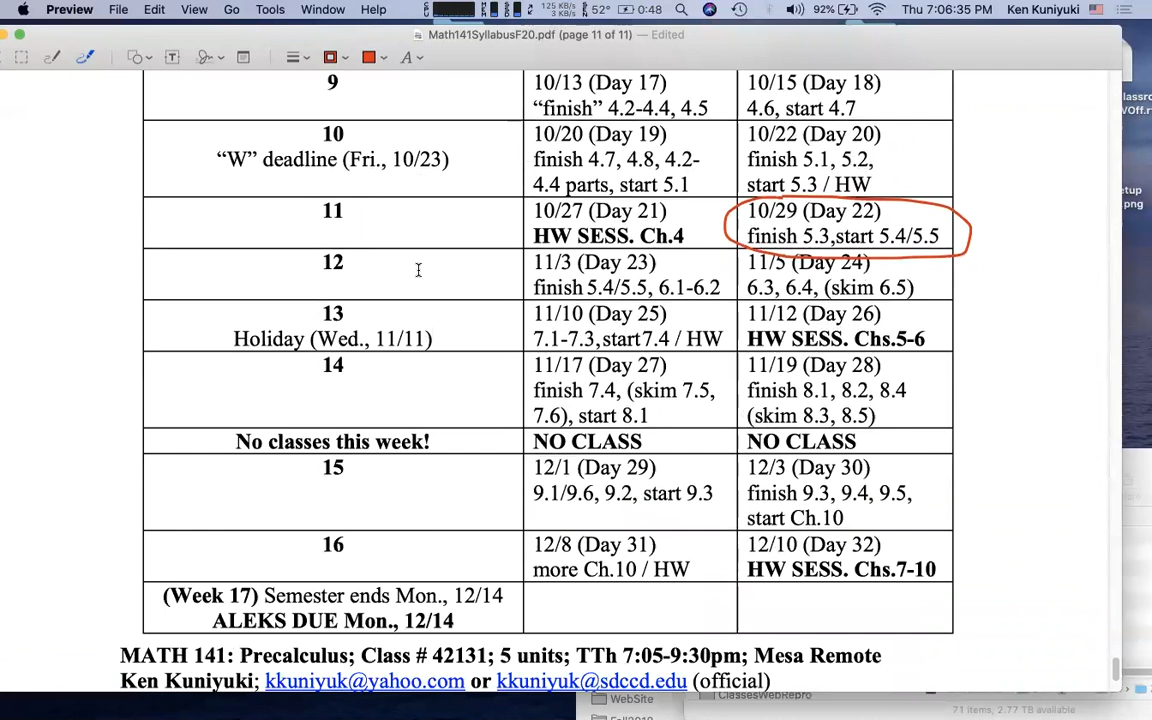 Preview File Edit View Go Tools Window Help 125 KB/s 3 KB/s 52° 0:48 92% Thu 7:06:35 PM Ken Kuniyuki
Math141SyllabusF20.pdf (page 11 of 11) — Edited
9 10/13 (Day 17) 10/15 (Day 18)
“finish” 4.2-4.4, 4.5 4.6, start 4.7
10 10/20 (Day 19) 10/22 (Day 20)
“W” deadline (Fri., 10/23) finish 4.7, 4.8, 4.2- finish 5.1, 5.2,
4.4 parts, start 5.1 start 5.3 / HW
11 10/27 (Day 21) 10/29 (Day 22)
HW SESS. Ch.4 finish 5.3,start 5.4/5.5
12 11/3 (Day 23) 11/5 (Day 24)
finish 5.4/5.5, 6.1-6.2 6.3, 6.4, (skim 6.5)
13 11/10 (Day 25) 11/12 (Day 26)
Holiday (Wed., 11/11) 7.1-7.3,start7.4 / HW HW SESS. Chs.5-6
14 11/17 (Day 27) 11/19 (Day 28)
finish 7.4, (skim 7.5, finish 8.1, 8.2, 8.4
7.6), start 8.1 (skim 8.3, 8.5)
No classes this week! NO CLASS NO CLASS
15 12/1 (Day 29) 12/3 (Day 30)
9.1/9.6, 9.2, start 9.3 finish 9.3, 9.4, 9.5,
start Ch.10
16 12/8 (Day 31) 12/10 (Day 32)
more Ch.10 / HW HW SESS. Chs.7-10
(Week 17) Semester ends Mon., 12/14
ALEKS DUE Mon., 12/14
MATH 141: Precalculus; Class # 42131; 5 units; TTh 7:05-9:30pm; Mesa Remote
Ken Kuniyuki; kkuniyuk@yahoo.com or kkuniyuk@sdccd.edu (official)
WebSite
71 items, 2.77 TB available